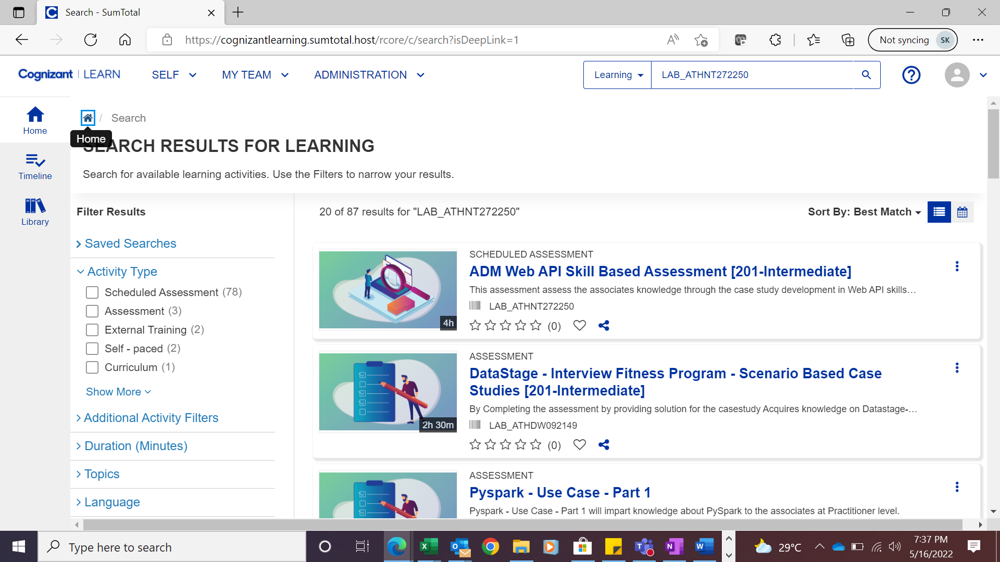 Search - SumTotal
https://cognizantlearning.sumtotal.host/rcore/c/search?isDeepLink=1
Not syncing SK
Cognizant | LEARN
SELF
MY TEAM
ADMINISTRATION
Learning
LAB_ATHNT272250
Home
Timeline
Library
/ Search
Home
SEARCH RESULTS FOR LEARNING
Search for available learning activities. Use the Filters to narrow your results.
Filter Results
Saved Searches
Activity Type
Scheduled Assessment (78)
Assessment (3)
External Training (2)
Self - paced (2)
Curriculum (1)
Show More
Additional Activity Filters
Duration (Minutes)
Topics
Language
20 of 87 results for "LAB_ATHNT272250"
Sort By: Best Match
4h
SCHEDULED ASSESSMENT
ADM Web API Skill Based Assessment [201-Intermediate]
This assessment assess the associates knowledge through the case study development in Web API skills…
LAB_ATHNT272250
(0)
2h 30m
ASSESSMENT
DataStage - Interview Fitness Program - Scenario Based Case
Studies [201-Intermediate]
By Completing the assessment by providing solution for the casestudy Acquires knowledge on Datastage-…
LAB_ATHDW092149
(0)
ASSESSMENT
Pyspark - Use Case - Part 1
Pyspark - Use Case - Part 1 will impart knowledge about PySpark to the associates at Practitioner level.
Type here to search
29°C
7:37 PM
5/16/2022